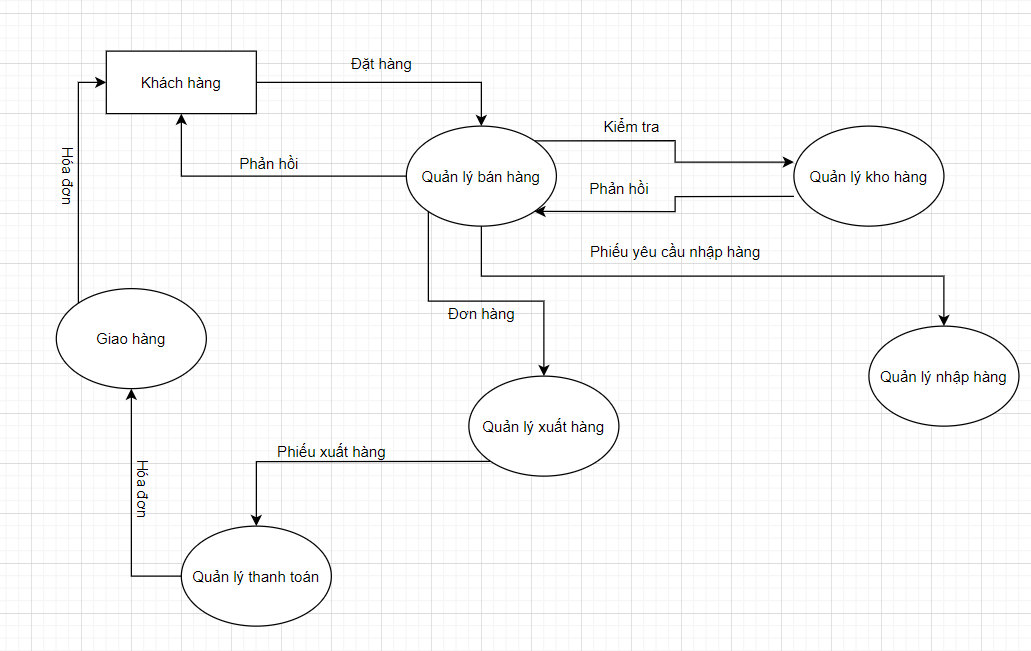 Đặt hàng
Khách hàng
Kiểm tra
Hóa đơn
Phản hồi
Quản lý bán hàng
Quản lý kho hàng
Phản hồi
Phiếu yêu cầu nhập hàng
Đơn hàng
Giao hàng
Quản lý nhập hàng
Quản lý xuất hàng
Phiếu xuất hàng
Hóa đơn
Quản lý thanh toán